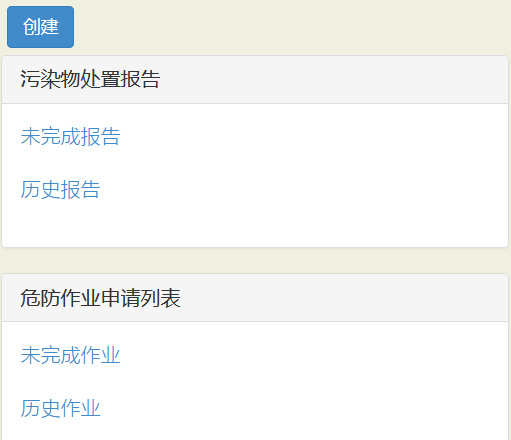 创建
污染物处置报告
未完成报告
历史报告
危防作业申请列表
未完成作业
历史作业